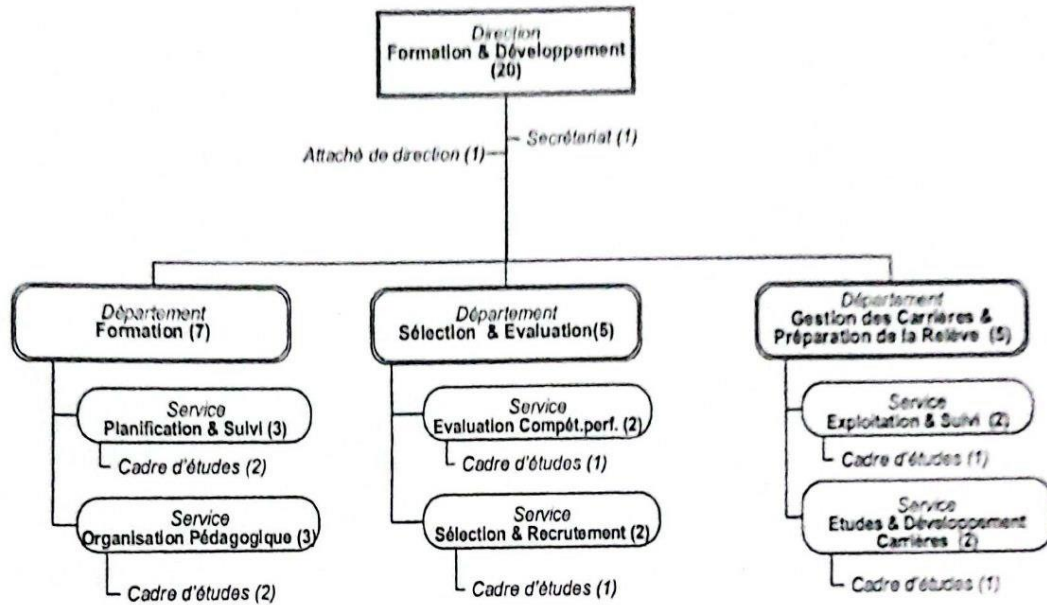 Direction
Formation & Développement
(20)
Secrétariat (1)
Attaché de direction (1)
Département
Formation (7)
Département
Sélection & Evaluation(5)
Département
Gestion des Carrières &
Préparation de la Relève (5)
Service
Planification & Suivi (3)
Cadre d'études (2)
Service
Organisation Pédagogique (3)
Cadre d'études (2)
Service
Evaluation Compét.perf. (2)
Cadre d'études (1)
Service
Sélection & Recrutement (2)
Cadre d'études (1)
Service
Exploitation & Suivi (2)
Cadre d'études (1)
Service
Etudes & Développement
Carrières (2)
Cadre d'études (1)